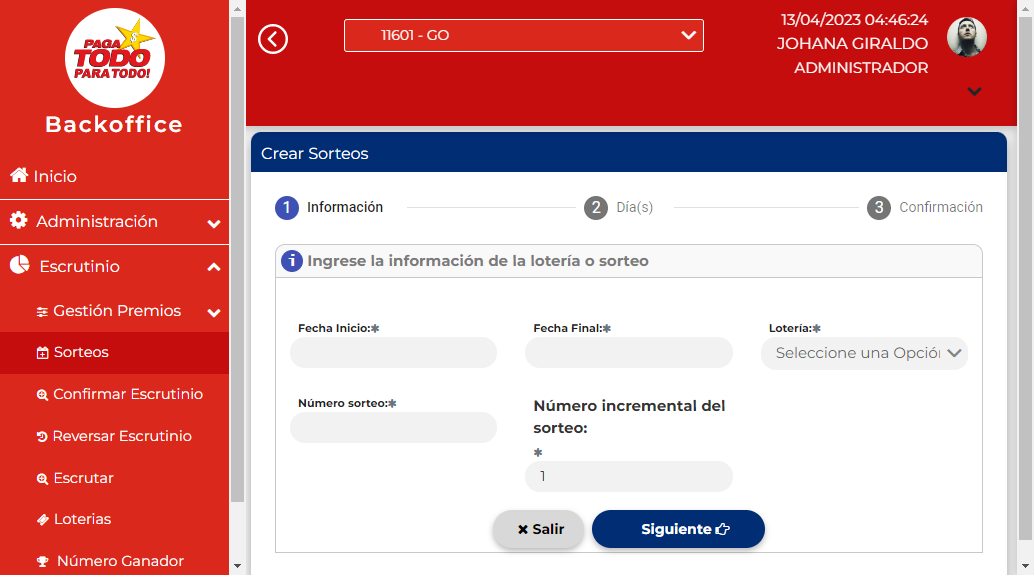 PAGA
TODO
PARA TODO!
Backoffice
Inicio
Administración
Escrutinio
Gestión Premios
Sorteos
Confirmar Escrutinio
Reversar Escrutinio
Escrutar
Loterias
Número Ganador
11601 - GO
13/04/2023 04:46:24
JOHANA GIRALDO
ADMINISTRADOR
Crear Sorteos
1 Información
2 Día(s)
3 Confirmación
Ingrese la información de la lotería o sorteo
Fecha Inicio:*
Fecha Final:*
Lotería:*
Seleccione una Opción
Número sorteo:*
Número incremental del
sorteo:
*
1
Salir
Siguiente